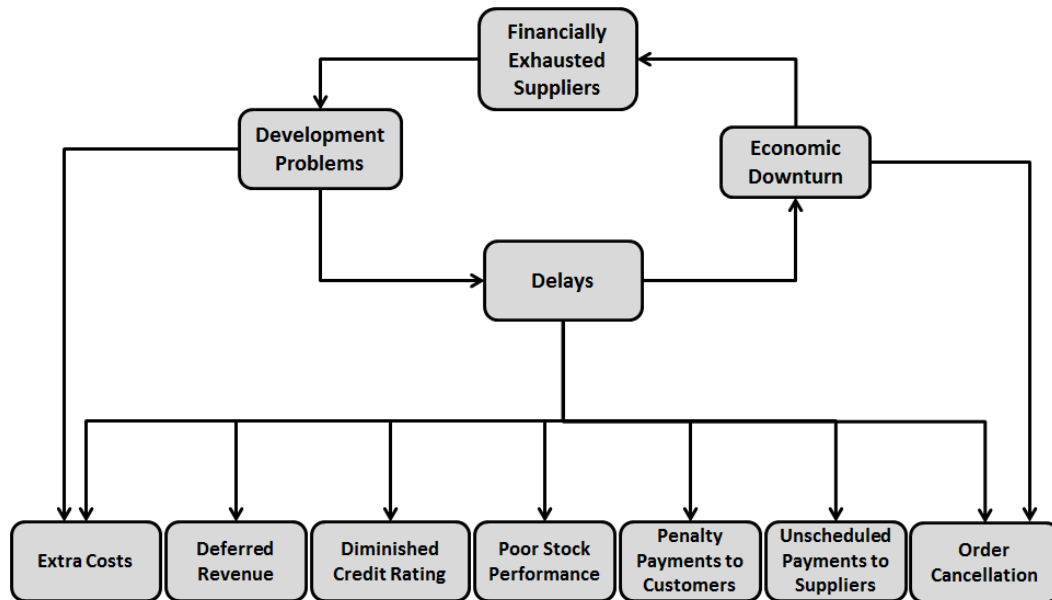 Financially
Exhausted
Suppliers
Development
Problems
Economic
Downturn
Delays
Extra Costs
Deferred
Revenue
Diminished
Credit Rating
Poor Stock
Performance
Penalty
Payments to
Customers
Unscheduled
Payments to
Suppliers
Order
Cancellation